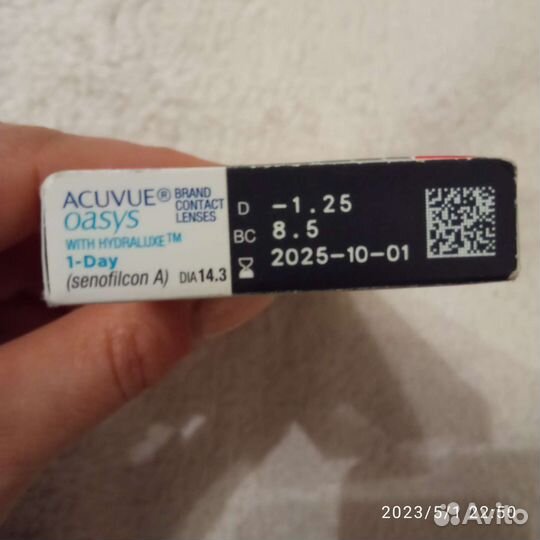 ACUVUE® BRAND
CONTACT
LENSES
oasys
WITH HYDRALUXE™
1-Day
(senofilcon A) DIA 14.3
D -1.25
BC 8.5
2025-10-01
2023/5/1 22:50
Avito